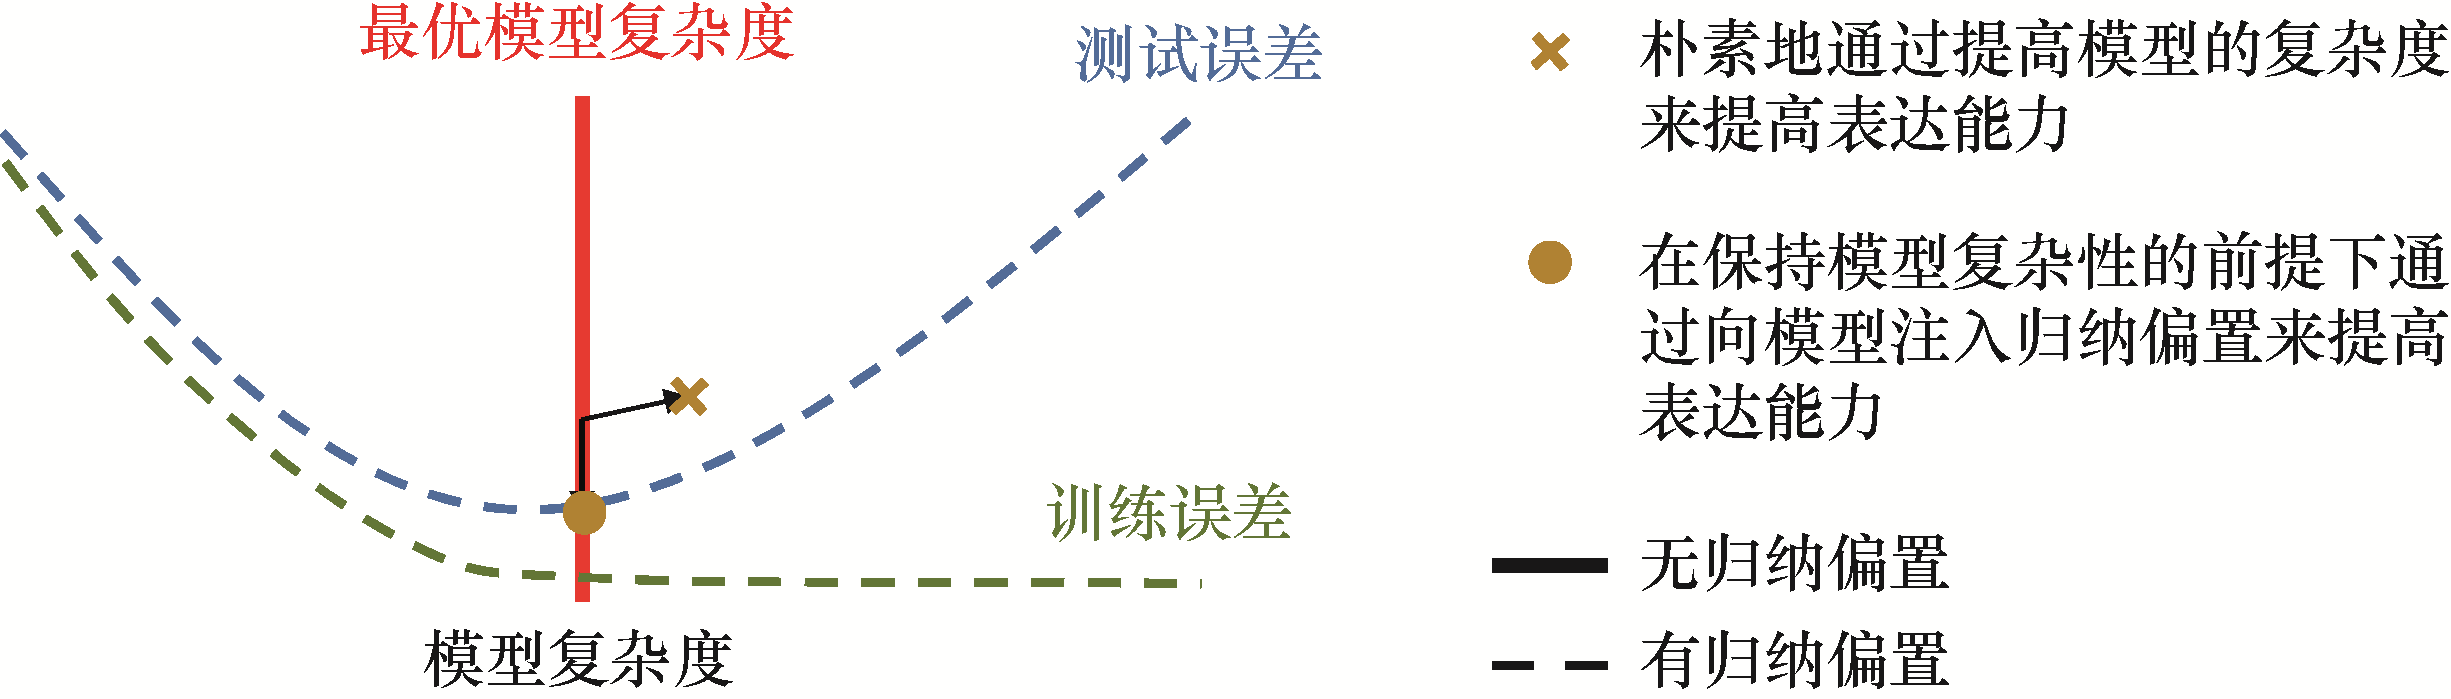 最优模型复杂度
测试误差
训练误差
模型复杂度
朴素地通过提高模型的复杂度
来提高表达能力
在保持模型复杂性的前提下通
过向模型注入归纳偏置来提高
表达能力
无归纳偏置
有归纳偏置